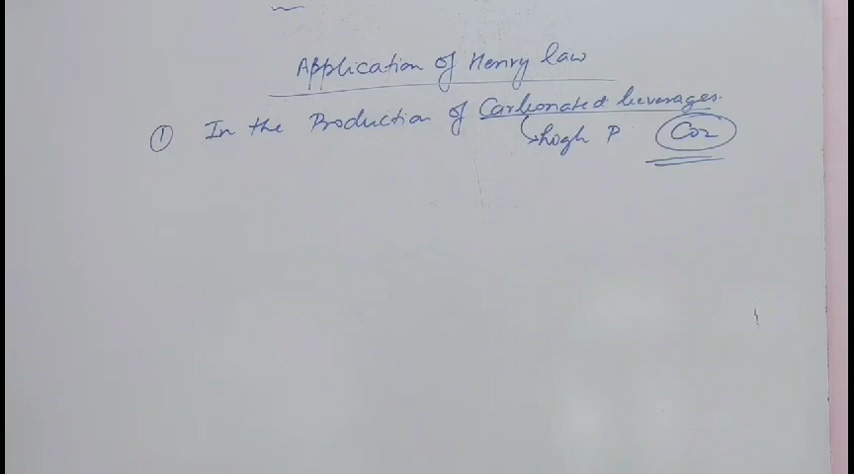 Application of Henry law
① In the Production of Carbonated beverages.
high P CO2